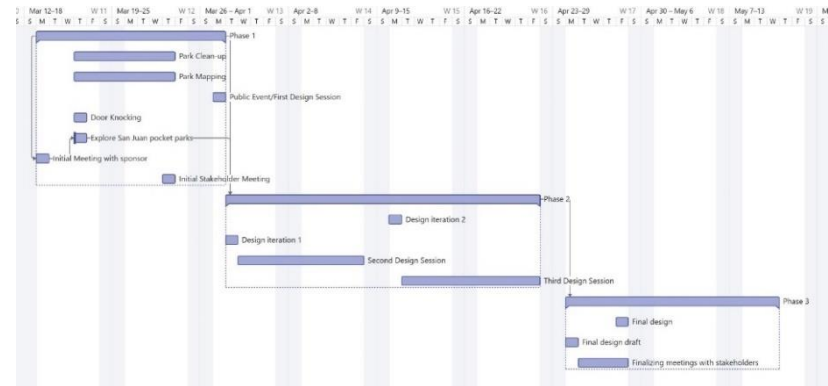 Mar 12–18 W 11 Mar 19–25 W 12 Mar 26 – Apr 1 W 13 Apr 2–8 W 14 Apr 9–15 W 15 Apr 16–22 W 16 Apr 23–29 W 17 Apr 30 – May 6 W 18 May 7–13 W 19 M
S S M T W T F S S M T W T F S S M T W T F S S M T W T F S S M T W T F S S M T W T F S S M T W T F S S M T W T F S S M T W T F S S
Phase 1
Park Clean-up
Park Mapping
Public Event/First Design Session
Door Knocking
Explore San Juan pocket parks
Initial Meeting with sponsor
Initial Stakeholder Meeting
Phase 2
Design iteration 2
Design iteration 1
Second Design Session
Third Design Session
Phase 3
Final design
Final design draft
Finalizing meetings with stakeholders